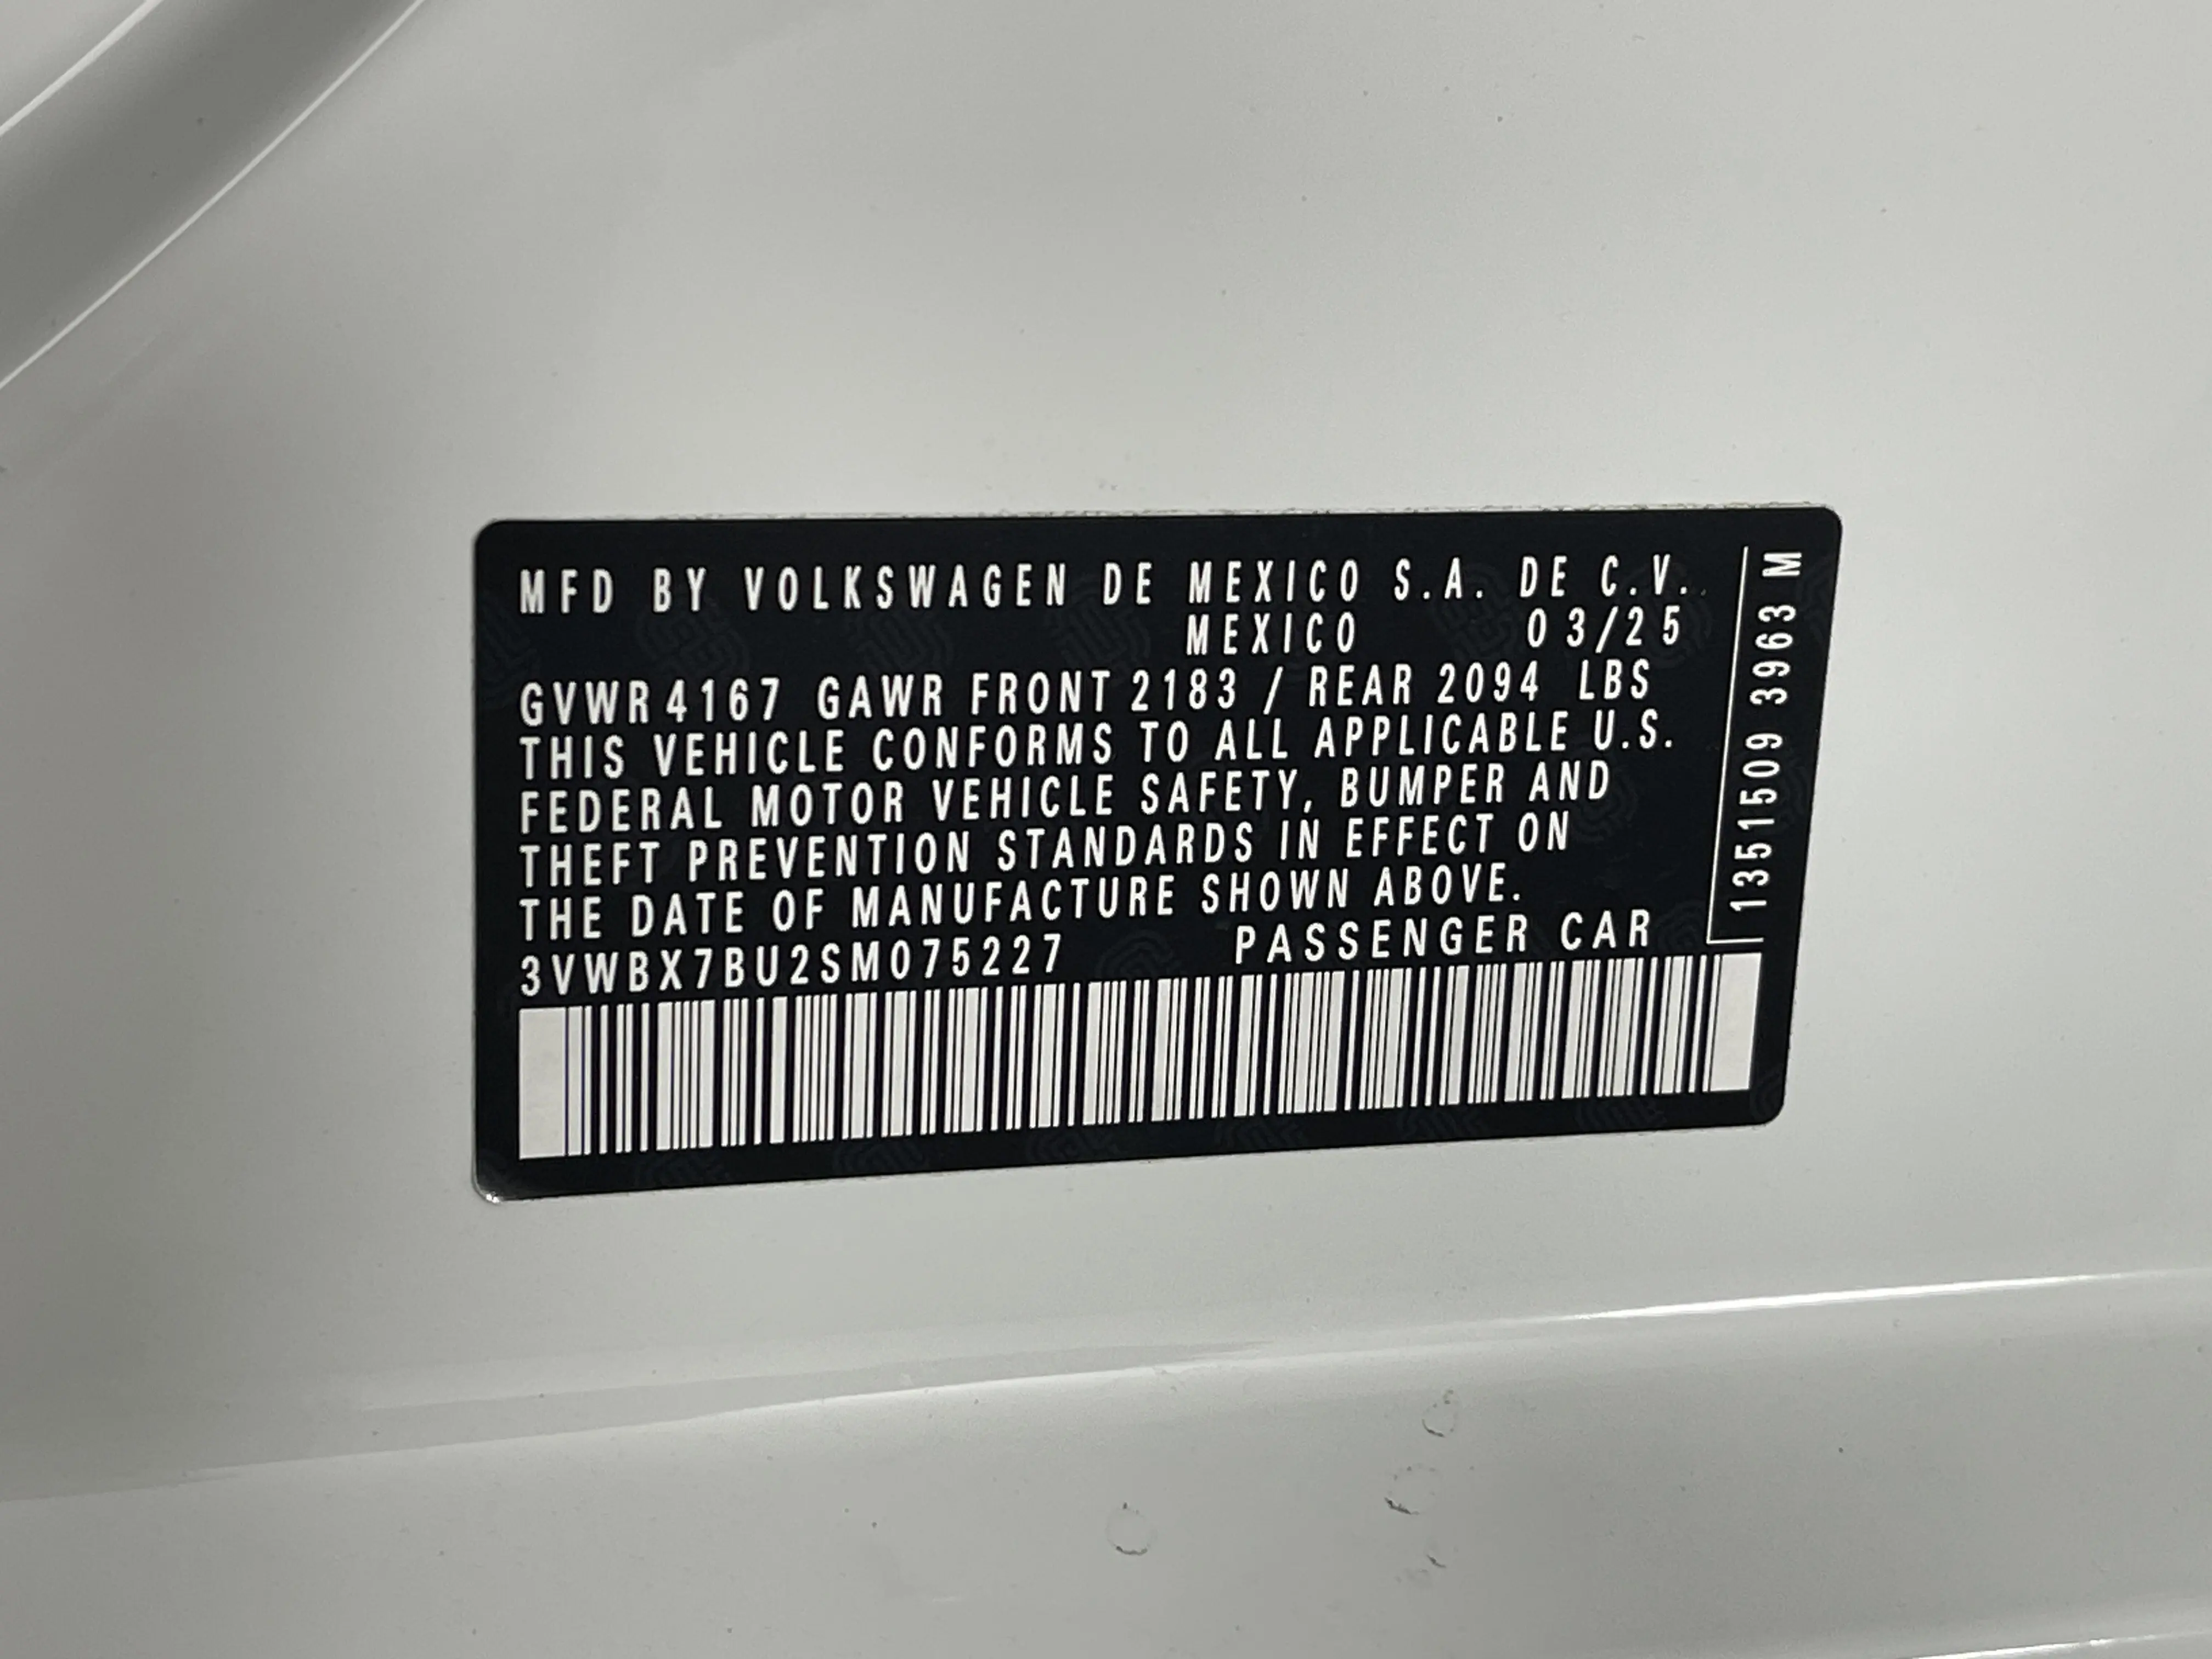 MFD BY VOLKSWAGEN DE MEXICO S.A. DE C.V.
MEXICO 03/25
GVWR 4167 GAWR FRONT 2183 / REAR 2094 LBS
THIS VEHICLE CONFORMS TO ALL APPLICABLE U.S.
FEDERAL MOTOR VEHICLE SAFETY, BUMPER AND
THEFT PREVENTION STANDARDS IN EFFECT ON
THE DATE OF MANUFACTURE SHOWN ABOVE.
3VWBX7BU2SM075227 PASSENGER CAR
1351509 3963 M